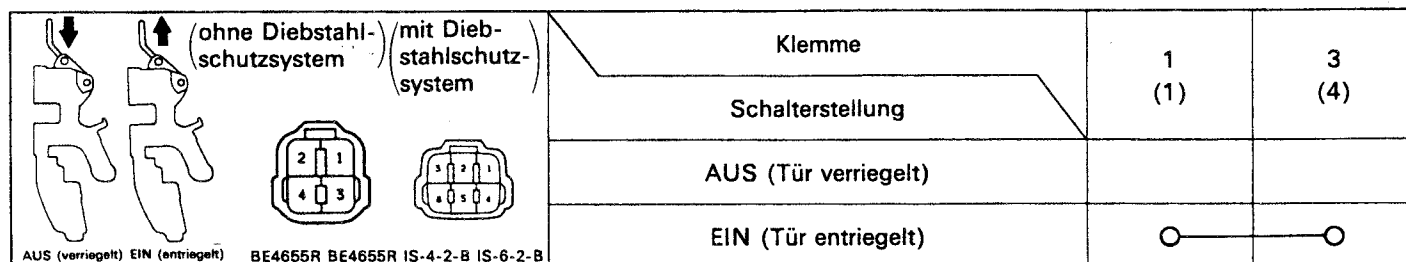 (ohne Diebstahl-
schutzsystem)
(mit Dieb-
stahlschutz-
system)
2 1
4 3
3 2 1
6 5 4
AUS (verriegelt) EIN (entriegelt) BE4655R BE4655R IS-4-2-B IS-6-2-B
Klemme
Schalterstellung
1
(1)
3
(4)
AUS (Tür verriegelt)
EIN (Tür entriegelt)